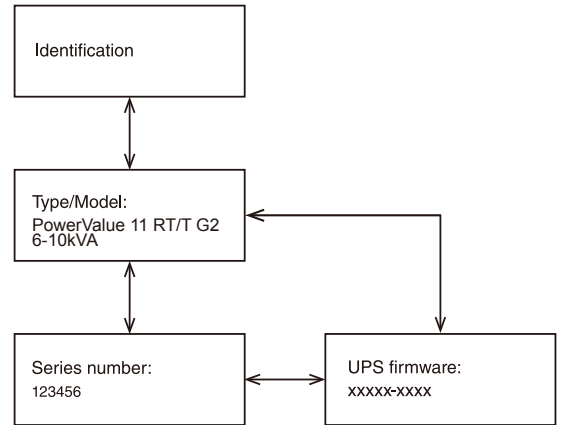 Identification
Type/Model:
PowerValue 11 RT/T G2
6-10kVA
Series number:
123456
UPS firmware:
xxxxx-xxxx